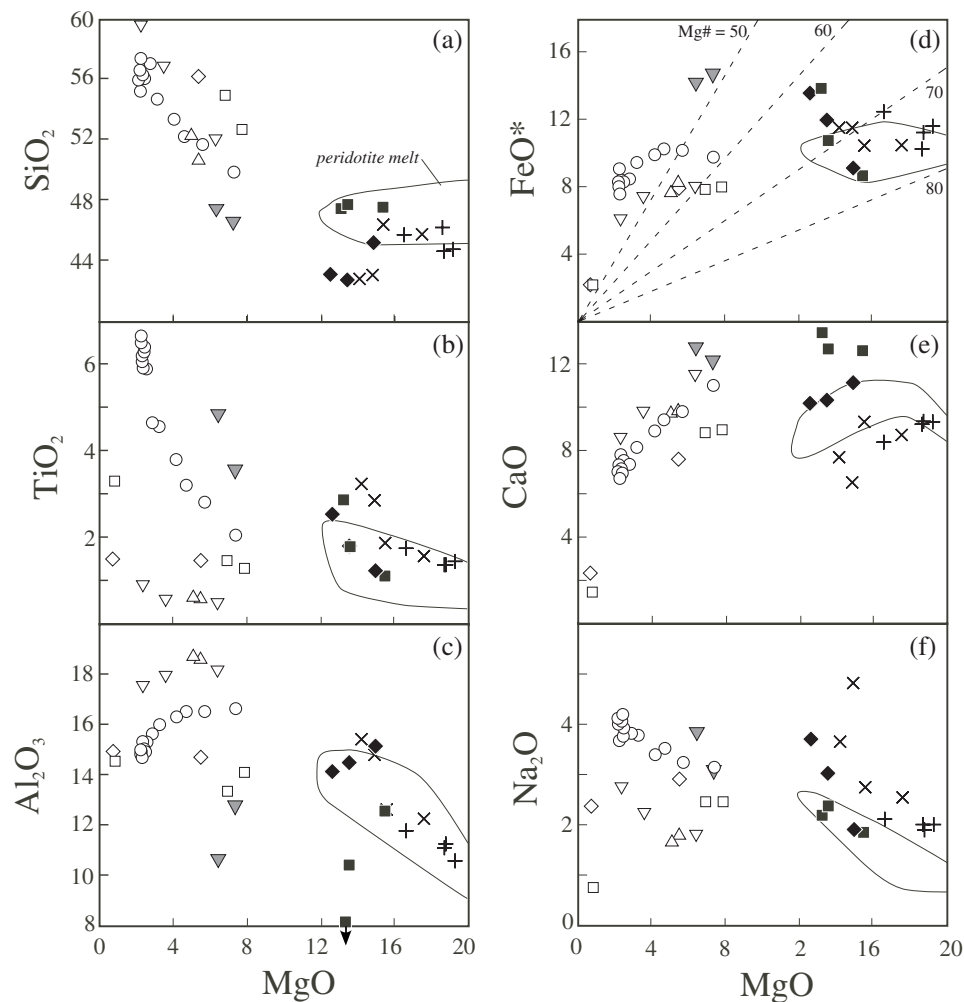 (a)
60
56
52
48
44
SiO2
peridotite melt
(d)
Mg# = 50
60
70
80
16
12
8
4
FeO*
(b)
6
4
2
TiO2
(e)
12
8
4
CaO
(c)
18
16
14
12
10
8
Al2O3
0 4 8 12 16 20
MgO
(f)
4
2
0
Na2O
0 4 8 2 16 20
MgO